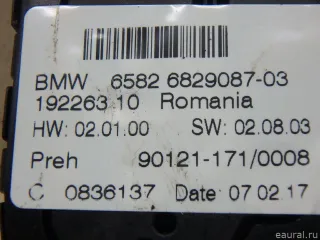 BMW 6582 6829087-03
192263.10 Romania
HW: 02.01.00 SW: 02.08.03
Preh 90121-171/0008
C 0836137 Date: 07 02.17
eaural.ru